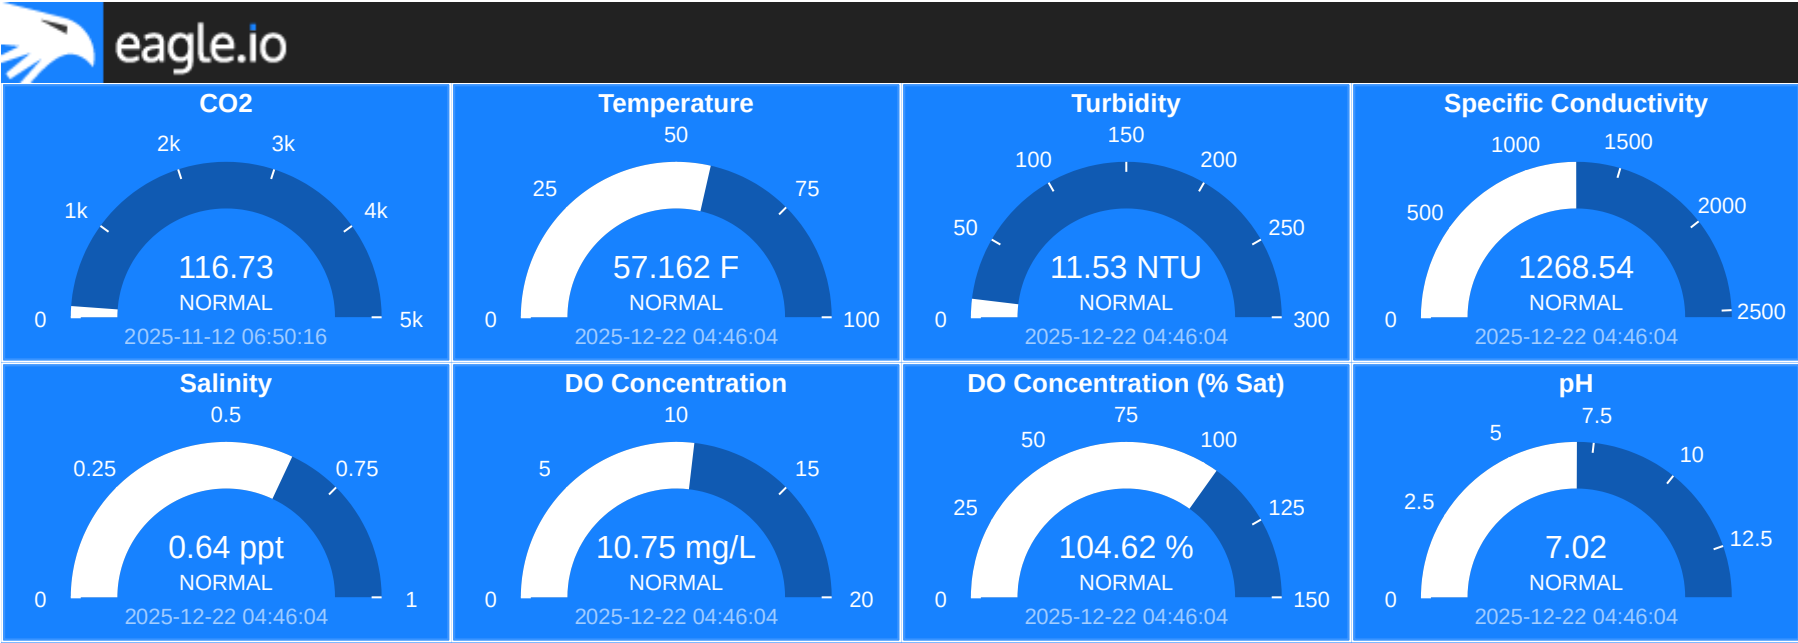 eagle.io
CO2
2k 3k
1k 4k
116.73
NORMAL
0 5k
2025-11-12 06:50:16
Temperature
50
25 75
57.162 F
NORMAL
0 100
2025-12-22 04:46:04
Turbidity
150
100 200
50 250
11.53 NTU
NORMAL
0 300
2025-12-22 04:46:04
Specific Conductivity
1000 1500
500 2000
1268.54
NORMAL
0 2500
2025-12-22 04:46:04
Salinity
0.5
0.25 0.75
0.64 ppt
NORMAL
0 1
2025-12-22 04:46:04
DO Concentration
10
5 15
10.75 mg/L
NORMAL
0 20
2025-12-22 04:46:04
DO Concentration (% Sat)
75
50 100
25 125
104.62 %
NORMAL
0 150
2025-12-22 04:46:04
pH
7.5
5 10
2.5 12.5
7.02
NORMAL
0
2025-12-22 04:46:04